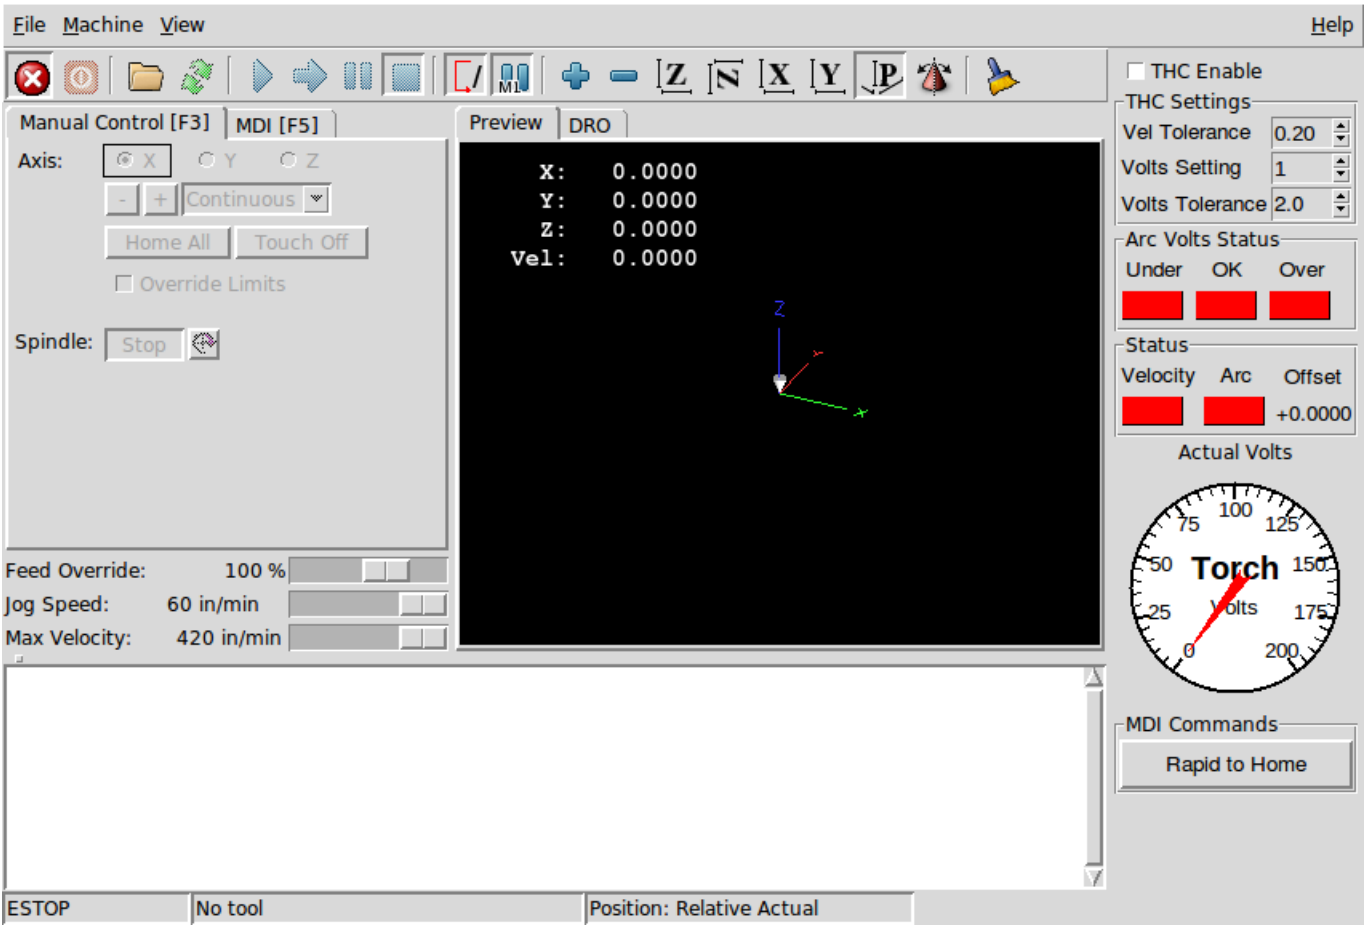 File Machine View Help
M1 Z N X Y P
THC Enable
THC Settings
Vel Tolerance 0.20
Volts Setting 1
Volts Tolerance 2.0
Arc Volts Status
Under OK Over
Status
Velocity Arc Offset
+0.0000
Actual Volts
Manual Control [F3] MDI [F5]
Axis: X Y Z
- + Continuous
Home All Touch Off
Override Limits
Spindle: Stop
Feed Override: 100 %
Jog Speed: 60 in/min
Max Velocity: 420 in/min
Preview DRO
X: 0.0000
Y: 0.0000
Z: 0.0000
Vel: 0.0000
Z
Y
X
0 25 50 75 100 125 150 175 200
Torch
Volts
MDI Commands
Rapid to Home
ESTOP No tool Position: Relative Actual